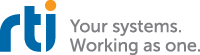 rti
Your systems.
Working as one.